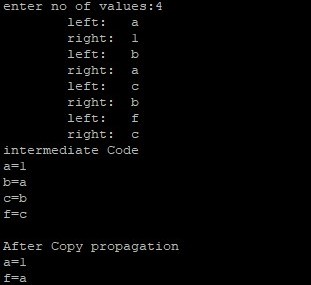 enter no of values:4
left: a
right: 1
left: b
right: a
left: c
right: b
left: f
right: c
intermediate Code
a=1
b=a
c=b
f=c
After Copy propagation
a=1
f=a